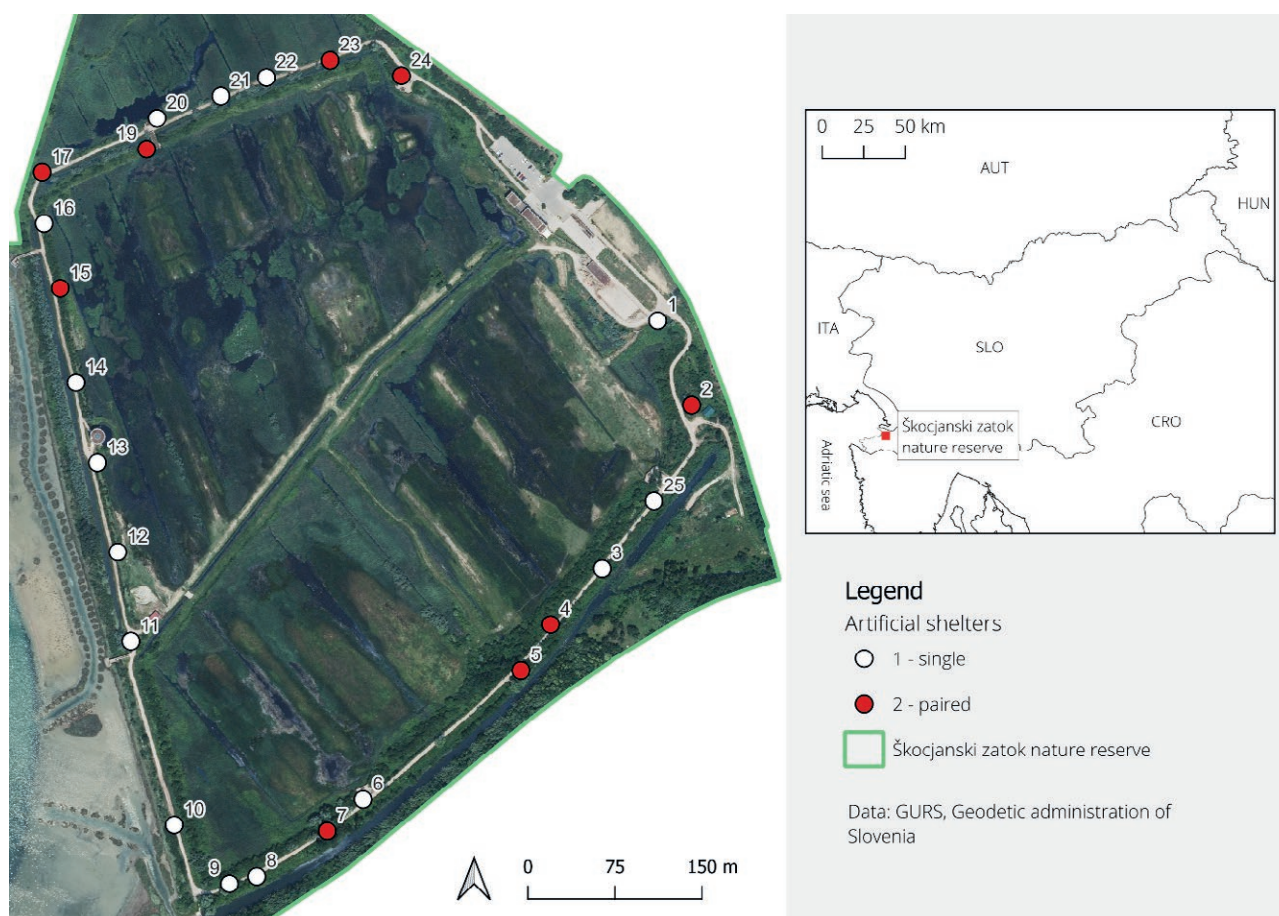 23
24
22
21
20
19
17
16
15
14
13
12
11
10
9
8
7
6
5
4
3
25
2
1
0 75 150 m
0 25 50 km
AUT
HUN
ITA
SLO
CRO
Adriatic sea
Škocjanski zatok
nature reserve
Legend
Artificial shelters
1 - single
2 - paired
Škocjanski zatok nature reserve
Data: GURS, Geodetic administration of
Slovenia